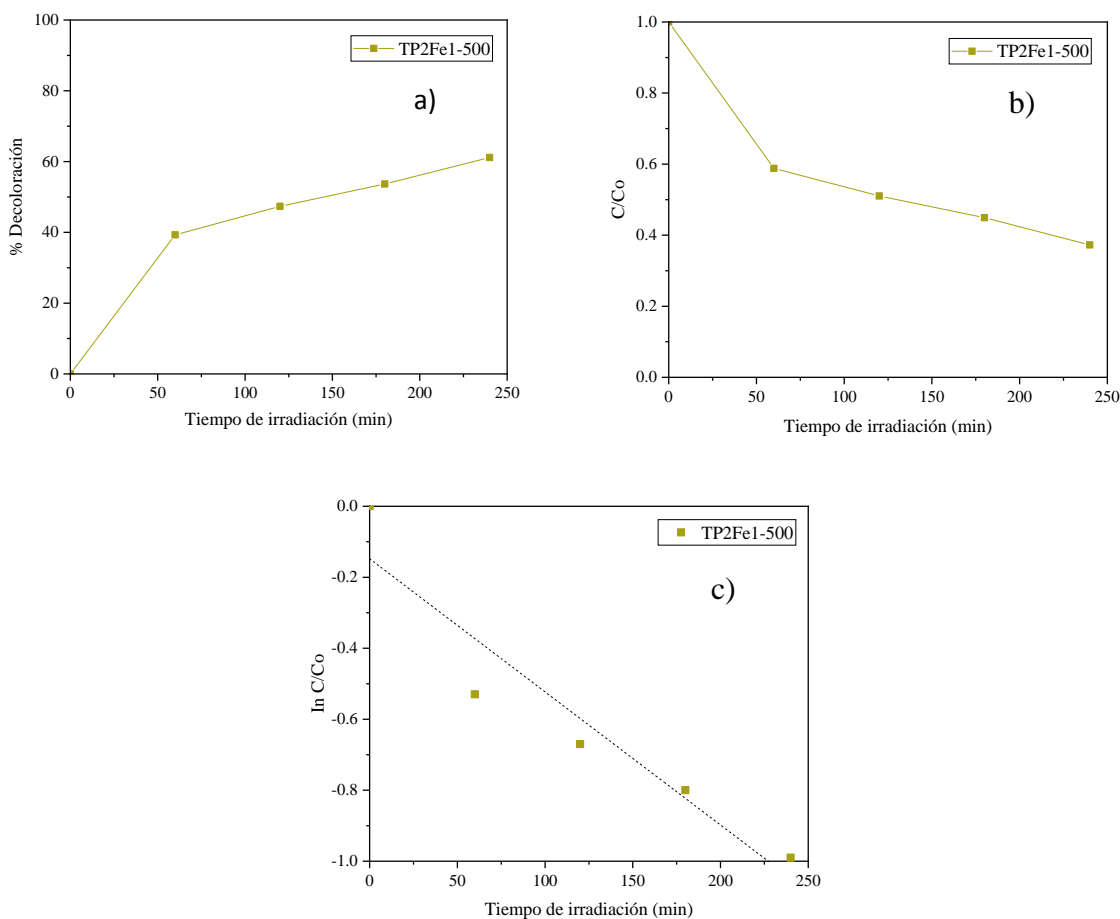 100
80
60
40
20
0
% Decoloración
TP2Fe1-500
a)
0 50 100 150 200 250
Tiempo de irradiación (min)
1.0
0.8
0.6
0.4
0.2
0.0
C/Co
TP2Fe1-500
b)
0 50 100 150 200 250
Tiempo de irradiación (min)
0.0
-0.2
-0.4
-0.6
-0.8
-1.0
In C/Co
TP2Fe1-500
c)
0 50 100 150 200 250
Tiempo de irradiación (min)